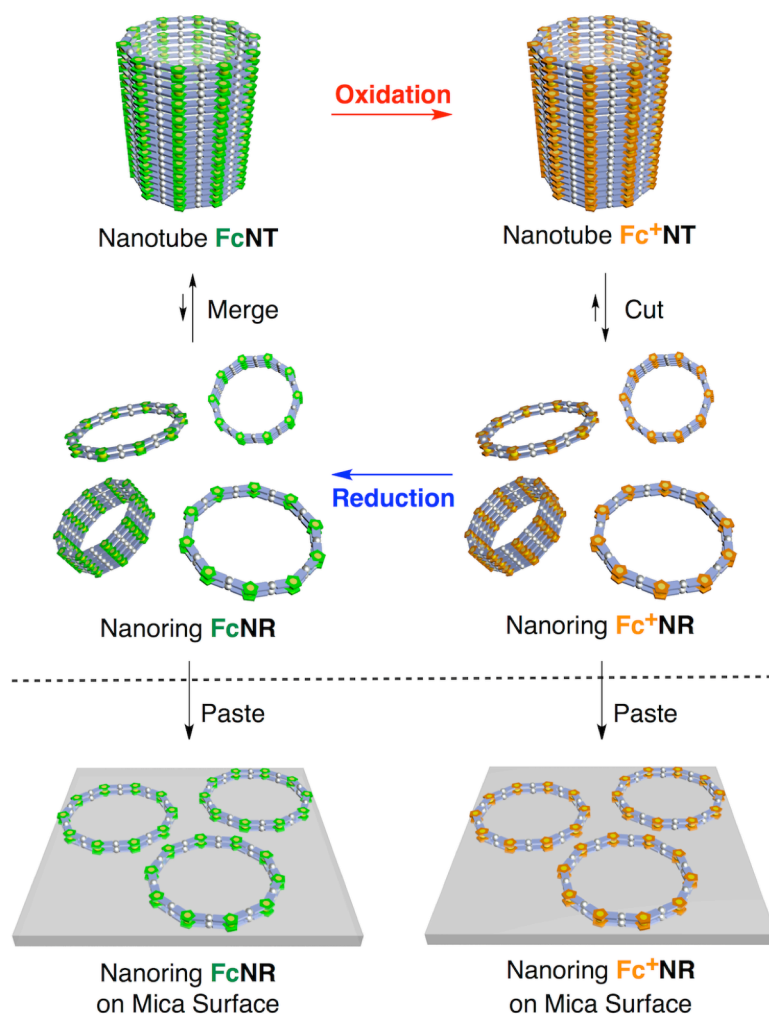 Oxidation
Nanotube FcNT
Nanotube Fc⁺NT
Merge
Cut
Reduction
Nanoring FcNR
Nanoring Fc⁺NR
Paste
Paste
Nanoring FcNR
on Mica Surface
Nanoring Fc⁺NR
on Mica Surface